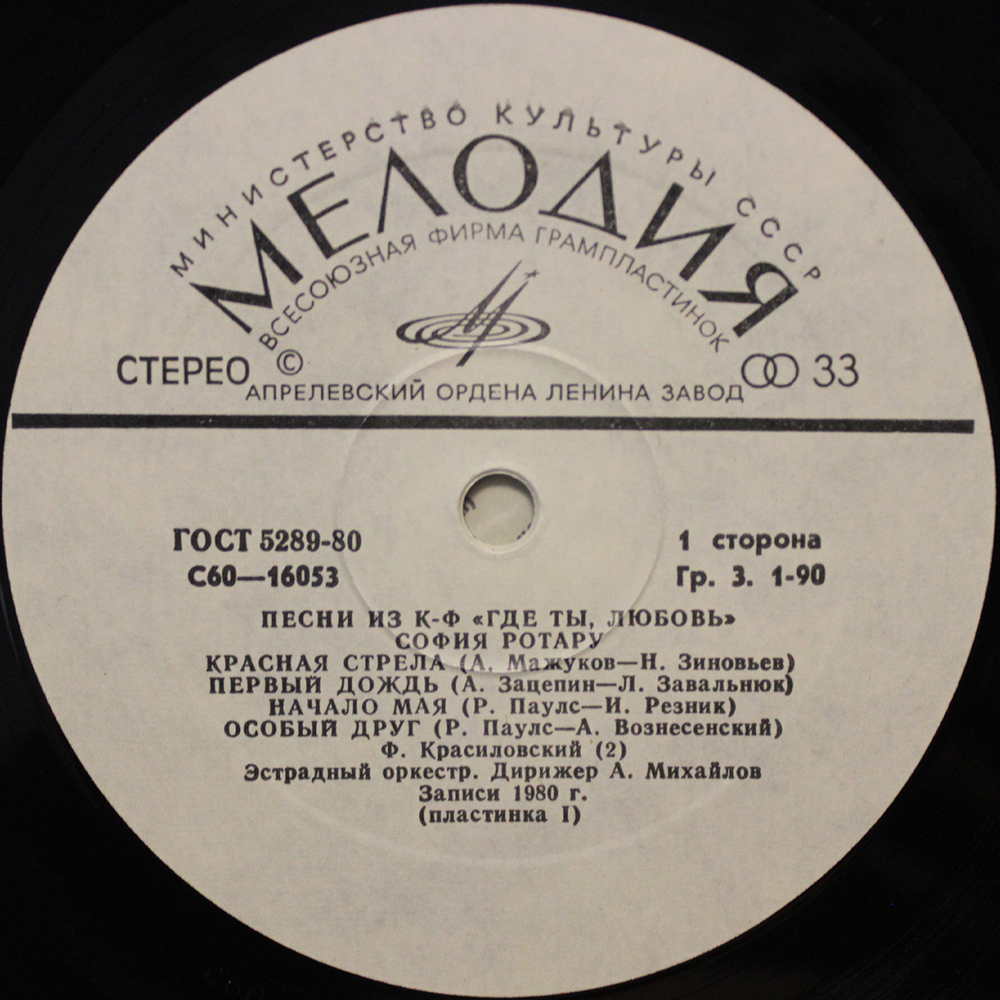 МИНИСТЕРСТВО КУЛЬТУРЫ СССР
МЕЛОДИЯ
ВСЕСОЮЗНАЯ ФИРМА ГРАМПЛАСТИНОК
СТЕРЕО © 33
АПРЕЛЕВСКИЙ ОРДЕНА ЛЕНИНА ЗАВОД
ГОСТ 5289-80 1 сторона
С60—16053 Гр. 3. 1-90
ПЕСНИ ИЗ К-Ф «ГДЕ ТЫ, ЛЮБОВЬ»
СОФИЯ РОТАРУ
КРАСНАЯ СТРЕЛА (А. Мажуков—Н. Зиновьев)
ПЕРВЫЙ ДОЖДЬ (А. Зацепин—Л. Завальнюк)
НАЧАЛО МАЯ (Р. Паулс—И. Резник)
ОСОБЫЙ ДРУГ (Р. Паулс—А. Вознесенский)
Ф. Красиловский (2)
Эстрадный оркестр. Дирижер А. Михайлов
Записи 1980 г.
(пластинка I)